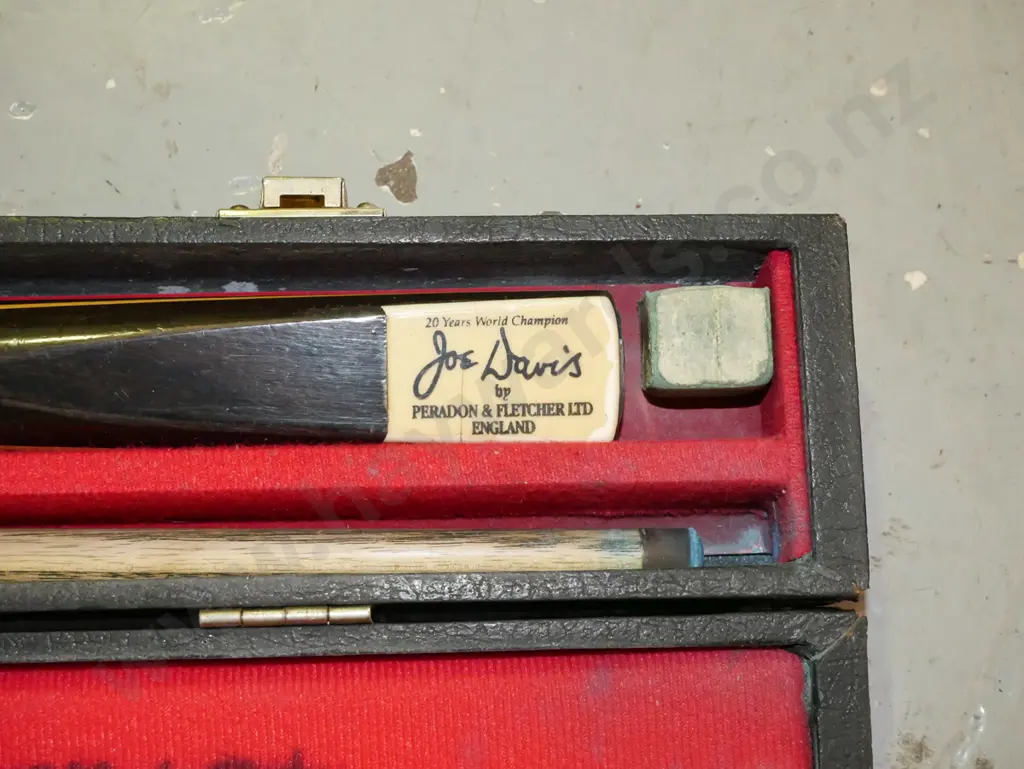 20 Years World Champion
Joe Davis
by
PERADON & FLETCHER LTD
ENGLAND